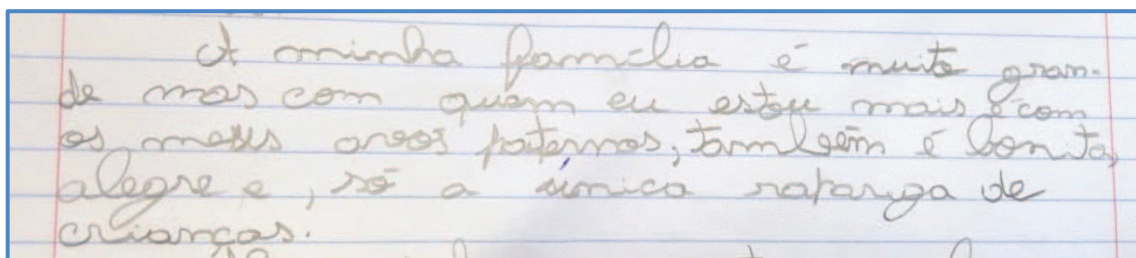 A minha família é muito gran-
de mas com quem eu estou mais é com
os meus avós paternos, também é bonita,
alegre e, só a única rapariga de
crianças.